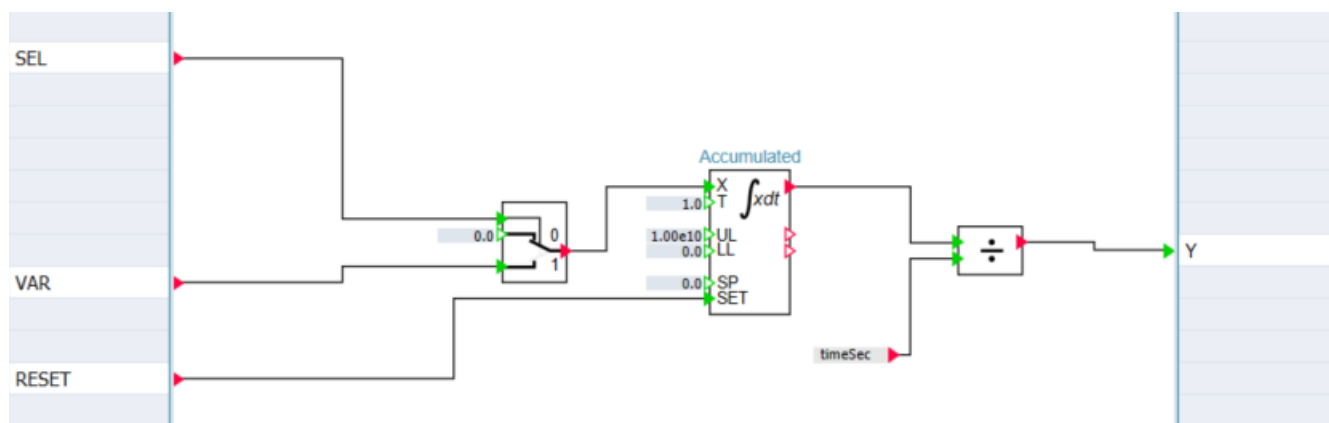 SEL
VAR
RESET
0.0
0
1
Accumulated
X
∫xdt
1.0
T
1.00e10
UL
0.0
LL
0.0
SP
SET
÷
timeSec
Y